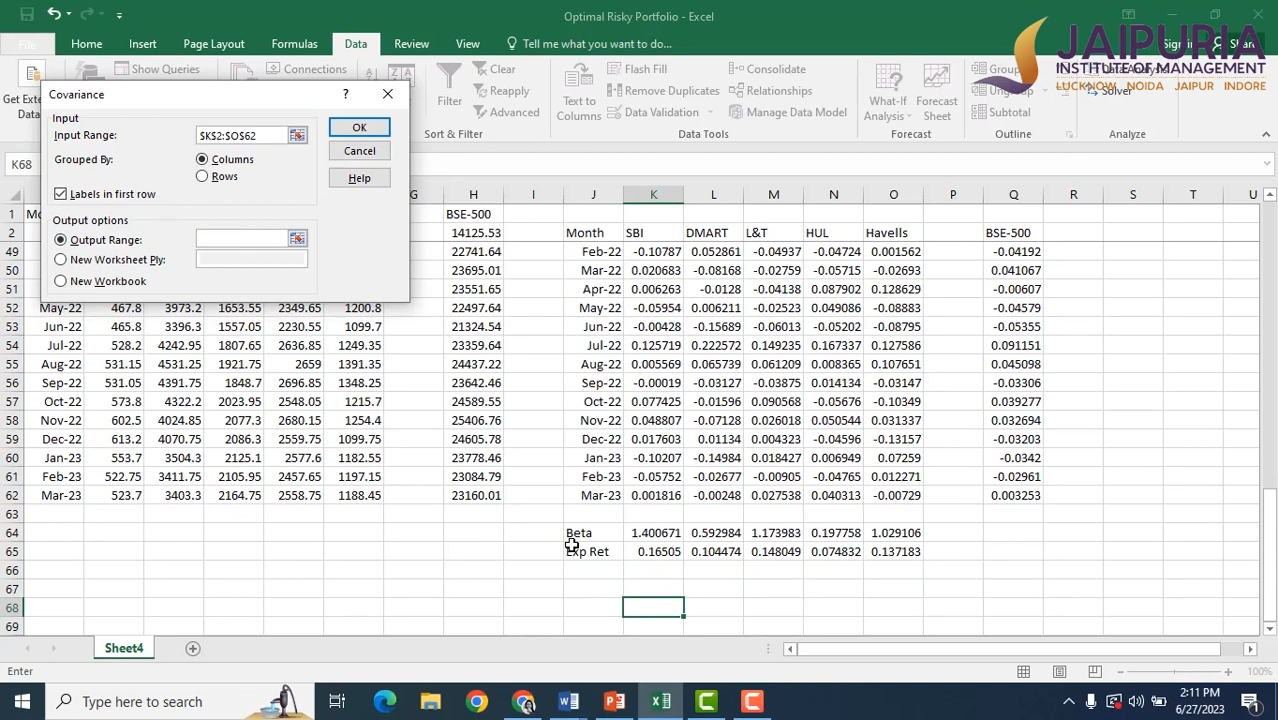 Optimal Risky Portfolio - Excel
File Home Insert Page Layout Formulas Data Review View Tell me what you want to do... Sign in Share
JAIPURIA
INSTITUTE OF MANAGEMENT
LUCKNOW, NOIDA JAIPUR INDORE
Show Queries Connections Clear Flash Fill Consolidate Group
Get External Filter Reapply Text to Columns Remove Duplicates Relationships What-If Analysis Forecast Sheet Solver
Advanced Data Validation Manage Data Model Subtotal
Sort & Filter Data Tools Forecast Outline Analyze
Covariance ?
Input
Input Range: $K$2:$O$62 OK
Grouped By: Columns Cancel
Rows Help
Labels in first row
Output options
Output Range:
New Worksheet Ply:
New Workbook
K68
G H I J K L M N O P Q R S T U
1 BSE-500
2 14125.53 Month SBI DMART L&T HUL Havells BSE-500
49 22741.64 Feb-22 -0.10787 0.052861 -0.04937 -0.04724 0.001562 -0.04192
50 23695.01 Mar-22 0.020683 -0.08168 -0.02759 -0.05715 -0.02693 0.041067
51 23551.65 Apr-22 0.006263 -0.0128 -0.04138 0.087902 0.128629 -0.00607
52 May-22 467.8 3973.2 1653.55 2349.65 1200.8 22497.64 May-22 -0.05954 0.006211 -0.02523 0.049086 -0.08883 -0.04579
53 Jun-22 465.8 3396.3 1557.05 2230.55 1099.7 21324.54 Jun-22 -0.00428 -0.15689 -0.06013 -0.05202 -0.08795 -0.05355
54 Jul-22 528.2 4242.95 1807.65 2636.85 1249.35 23359.64 Jul-22 0.125719 0.222572 0.149235 0.167337 0.127586 0.091151
55 Aug-22 531.15 4531.25 1921.75 2659 1391.35 24437.22 Aug-22 0.005569 0.065739 0.061209 0.008365 0.107651 0.045098
56 Sep-22 531.05 4391.75 1848.7 2696.85 1348.25 23642.46 Sep-22 -0.00019 -0.03127 -0.03875 0.014134 -0.03147 -0.03306
57 Oct-22 573.8 4322.2 2023.95 2548.05 1215.7 24589.55 Oct-22 0.077425 -0.01596 0.090568 -0.05676 -0.10349 0.039277
58 Nov-22 602.5 4024.85 2077.3 2680.15 1254.4 25406.76 Nov-22 0.048807 -0.07128 0.026018 0.050544 0.031337 0.032694
59 Dec-22 613.2 4070.75 2086.3 2559.75 1099.75 24605.78 Dec-22 0.017603 0.01134 0.004323 -0.04596 -0.13157 -0.03203
60 Jan-23 553.7 3504.3 2125.1 2577.6 1182.55 23778.46 Jan-23 -0.10207 -0.14984 0.018427 0.006949 0.07259 -0.0342
61 Feb-23 522.75 3411.75 2105.95 2457.65 1197.15 23084.79 Feb-23 -0.05752 -0.02677 -0.00905 -0.04765 0.012271 -0.02961
62 Mar-23 523.7 3403.3 2164.75 2558.75 1188.45 23160.01 Mar-23 0.001816 -0.00248 0.027538 0.040313 -0.00729 0.003253
63
64 Beta 1.400671 0.592984 1.173983 0.197758 1.029106
65 Exp Ret 0.16505 0.104474 0.148049 0.074832 0.137183
66
67
68
69
Sheet4
Enter 100%
Type here to search 2:11 PM
6/27/2023